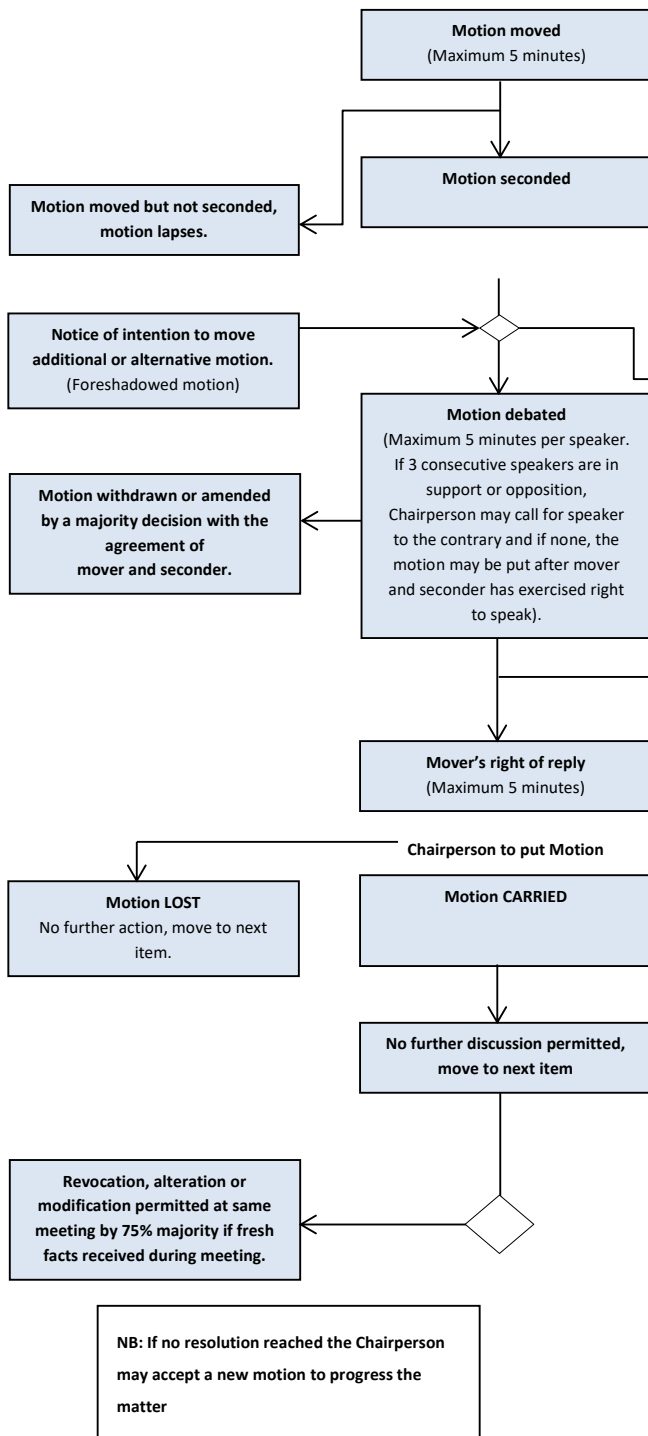 Motion moved
(Maximum 5 minutes)
Motion seconded
Motion moved but not seconded,
motion lapses.
Notice of intention to move
additional or alternative motion.
(Foreshadowed motion)
Motion debated
(Maximum 5 minutes per speaker.
If 3 consecutive speakers are in
support or opposition,
Chairperson may call for speaker
to the contrary and if none, the
motion may be put after mover
and seconder has exercised right
to speak).
Motion withdrawn or amended
by a majority decision with the
agreement of
mover and seconder.
Mover’s right of reply
(Maximum 5 minutes)
Chairperson to put Motion
Motion LOST
No further action, move to next
item.
Motion CARRIED
No further discussion permitted,
move to next item
Revocation, alteration or
modification permitted at same
meeting by 75% majority if fresh
facts received during meeting.
NB: If no resolution reached the Chairperson
may accept a new motion to progress the
matter